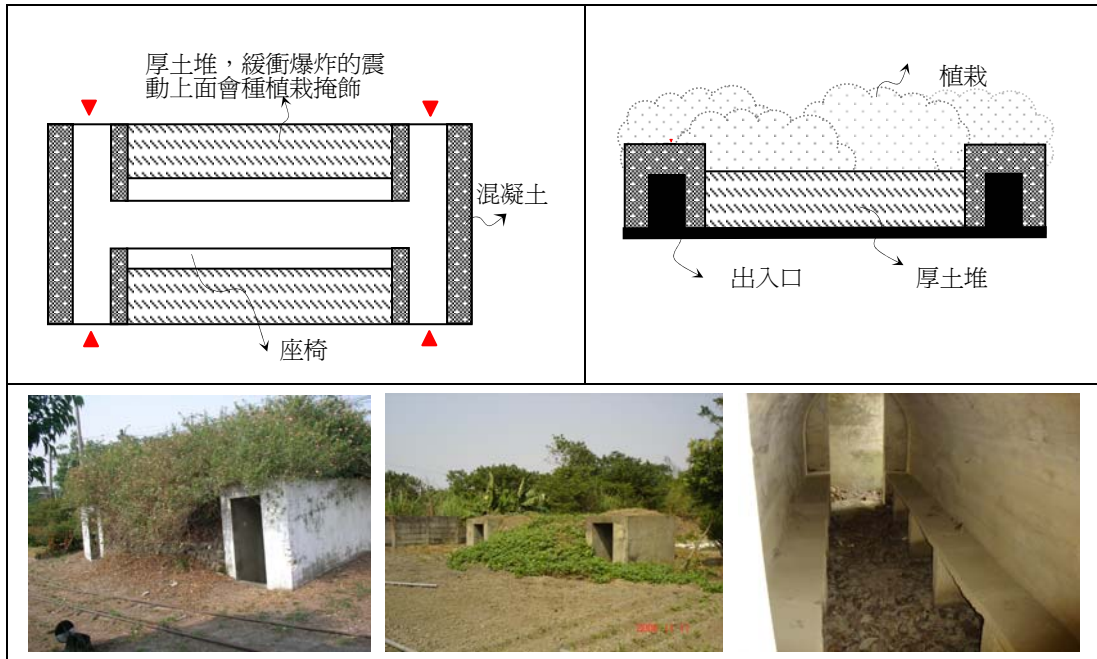 厚土堆，緩衝爆炸的震
動上面會種植栽掩飾
混凝土
座椅
植栽
出入口
厚土堆